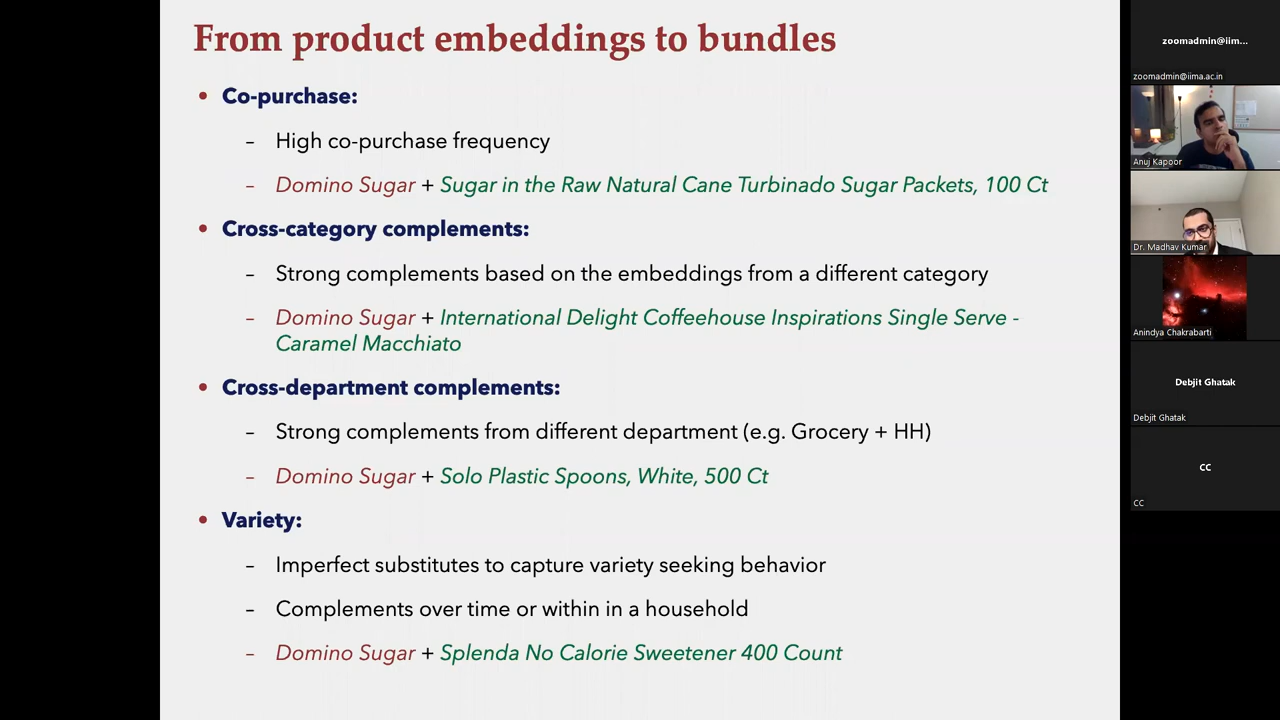 From product embeddings to bundles
• Co-purchase:
– High co-purchase frequency
– Domino Sugar + Sugar in the Raw Natural Cane Turbinado Sugar Packets, 100 Ct
• Cross-category complements:
– Strong complements based on the embeddings from a different category
– Domino Sugar + International Delight Coffeehouse Inspirations Single Serve -
Caramel Macchiato
• Cross-department complements:
– Strong complements from different department (e.g. Grocery + HH)
– Domino Sugar + Solo Plastic Spoons, White, 500 Ct
• Variety:
– Imperfect substitutes to capture variety seeking behavior
– Complements over time or within in a household
– Domino Sugar + Splenda No Calorie Sweetener 400 Count
zoomadmin@iim...
zoomadmin@iima.ac.in
Anuj Kapoor
Dr. Madhav Kumar
Anindya Chakrabarti
Debjit Ghatak
Debjit Ghatak
CC
CC